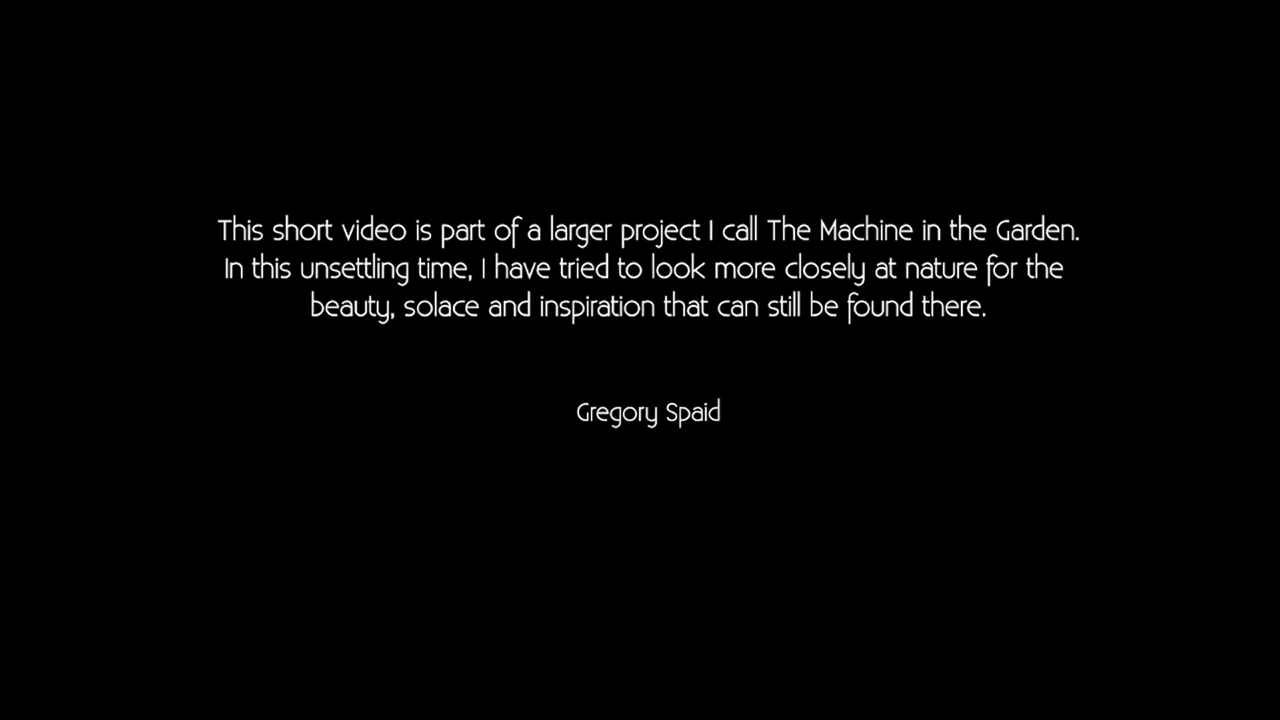 This short video is part of a larger project I call The Machine in the Garden.
In this unsettling time, I have tried to look more closely at nature for the
beauty, solace and inspiration that can still be found there.
Gregory Spaid